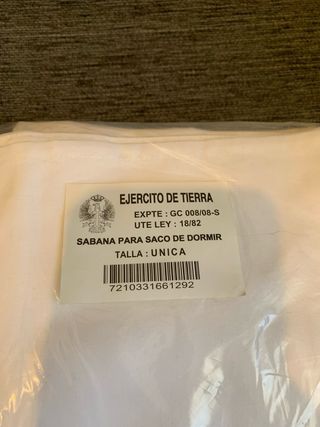 EJERCITO DE TIERRA
EXPTE : GC 008/08-S
UTE LEY : 18/82
SABANA PARA SACO DE DORMIR
TALLA : UNICA
7210331661292